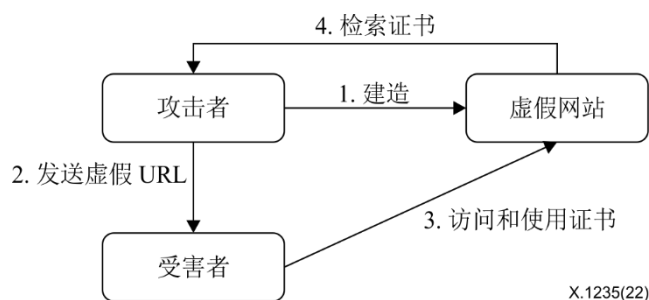 4. 检索证书
攻击者
1. 建造
虚假网站
2. 发送虚假 URL
3. 访问和使用证书
受害者
X.1235(22)